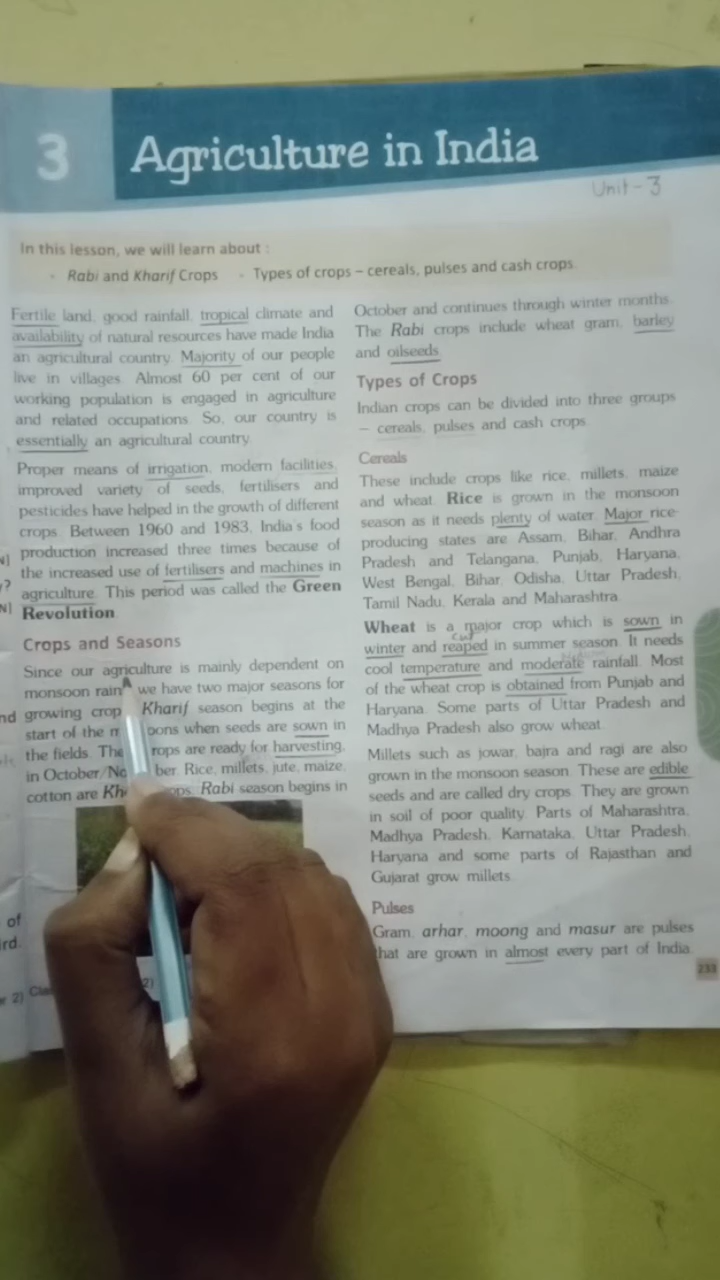 3
Agriculture in India
Unit - 3
In this lesson, we will learn about :
- Rabi and Kharif Crops - Types of crops – cereals, pulses and cash crops.
Fertile land, good rainfall, tropical climate and
availability of natural resources have made India
an agricultural country. Majority of our people
live in villages. Almost 60 per cent of our
working population is engaged in agriculture
and related occupations. So, our country is
essentially an agricultural country.
Proper means of irrigation, modern facilities,
improved variety of seeds, fertilisers and
pesticides have helped in the growth of different
crops. Between 1960 and 1983, India's food
production increased three times because of
the increased use of fertilisers and machines in
agriculture. This period was called the Green
Revolution.
Crops and Seasons
Since our agriculture is mainly dependent on
monsoon rain we have two major seasons for
growing crop Kharif season begins at the
start of the m oons when seeds are sown in
the fields. The rops are ready for harvesting,
in October/No ber. Rice, millets, jute, maize,
cotton are Kh ops. Rabi season begins in
October and continues through winter months.
The Rabi crops include wheat gram, barley
and oilseeds.
Types of Crops
Indian crops can be divided into three groups
– cereals, pulses and cash crops.
Cereals
These include crops like rice, millets, maize
and wheat. Rice is grown in the monsoon
season as it needs plenty of water. Major rice-
producing states are Assam, Bihar, Andhra
Pradesh and Telangana, Punjab, Haryana,
West Bengal, Bihar, Odisha, Uttar Pradesh,
Tamil Nadu, Kerala and Maharashtra.
Wheat is a major crop which is sown in
winter and reaped in summer season. It needs
cool temperature and moderate rainfall. Most
of the wheat crop is obtained from Punjab and
Haryana. Some parts of Uttar Pradesh and
Madhya Pradesh also grow wheat.
Millets such as jowar, bajra and ragi are also
grown in the monsoon season. These are edible
seeds and are called dry crops. They are grown
in soil of poor quality. Parts of Maharashtra,
Madhya Pradesh, Karnataka, Uttar Pradesh,
Haryana and some parts of Rajasthan and
Gujarat grow millets.
Pulses
Gram, arhar, moong and masur are pulses
that are grown in almost every part of India.
233